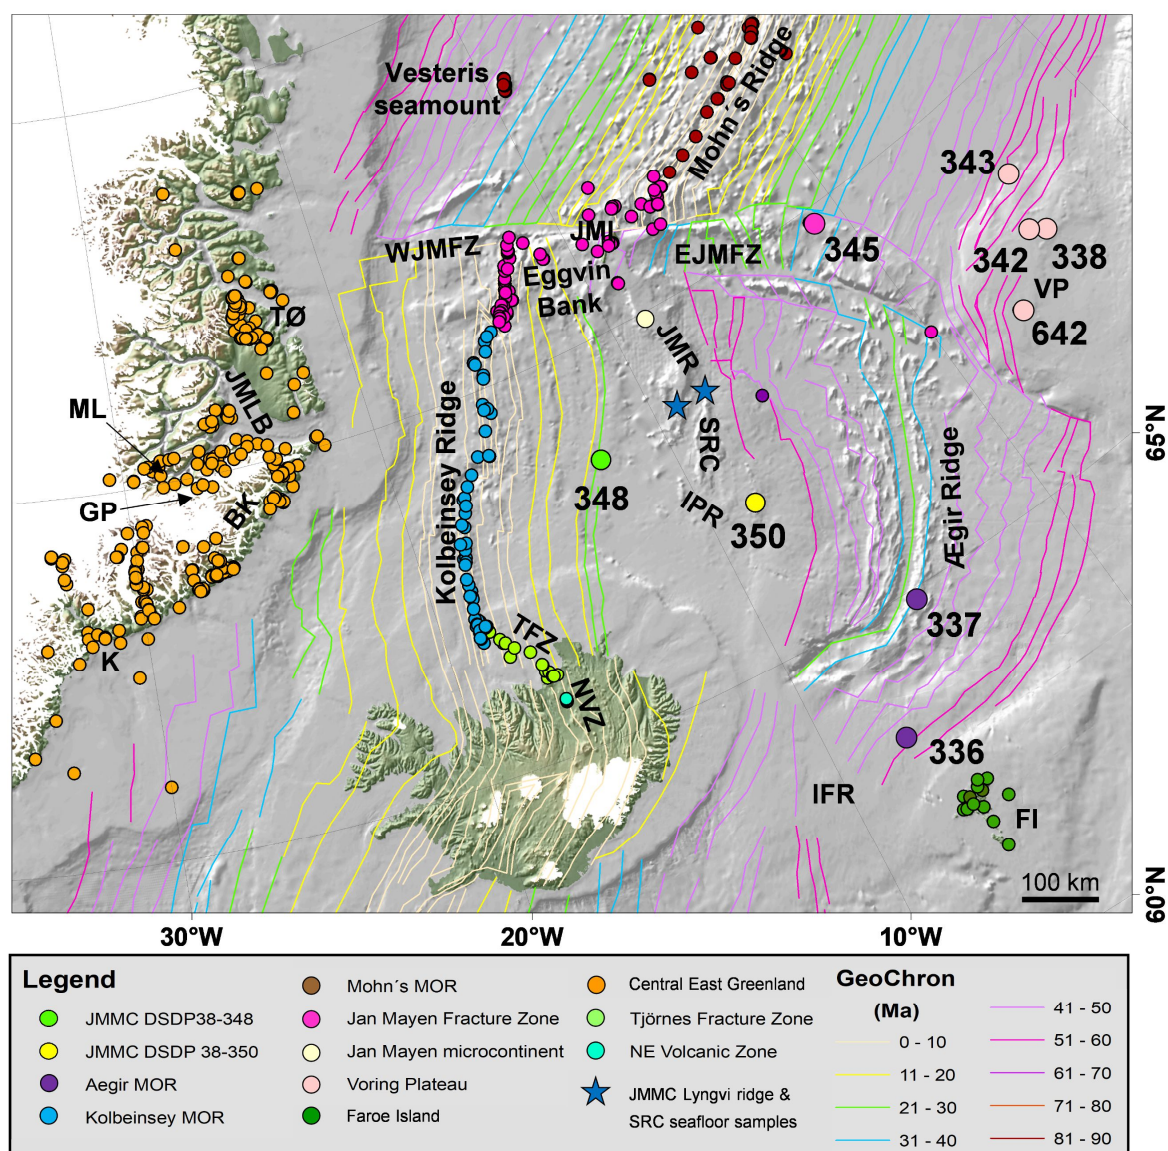 Vesteris
seamount
Mohn´s Ridge
343
WJMFZ
JMI
EJMFZ
345
342
338
VP
Eggvin
Bank
642
TØ
JMR
JMLB
ML
Kolbeinsey Ridge
SRC
65°N
348
IPR
350
Ægir Ridge
GP
BK
337
TFZ
K
NVZ
336
IFR
FI
100 km
60°N
30°W
20°W
10°W
Legend
JMMC DSDP38-348
JMMC DSDP 38-350
Aegir MOR
Kolbeinsey MOR
Mohn´s MOR
Jan Mayen Fracture Zone
Jan Mayen microcontinent
Voring Plateau
Faroe Island
Central East Greenland
Tjörnes Fracture Zone
NE Volcanic Zone
JMMC Lyngvi ridge &
SRC seafloor samples
GeoChron
(Ma)
0 - 10
11 - 20
21 - 30
31 - 40
41 - 50
51 - 60
61 - 70
71 - 80
81 - 90